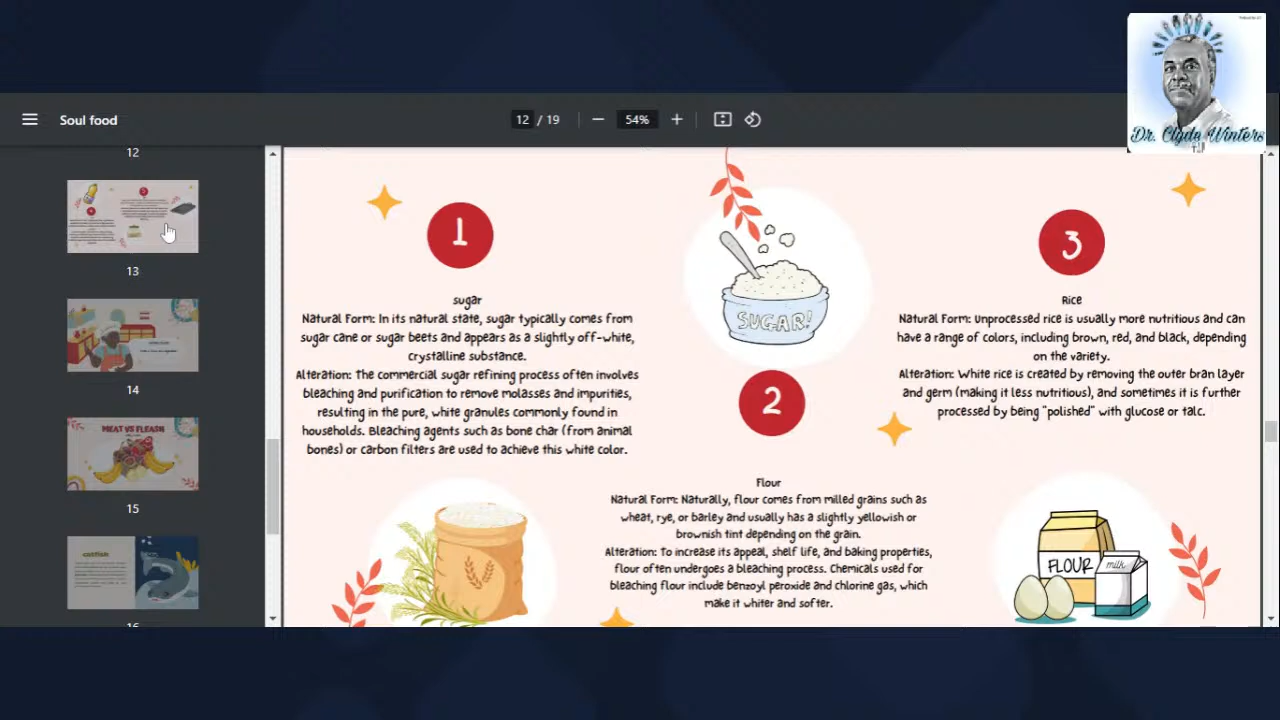 Dr. Clyde Winters
Soul food
12 / 19
54%
12
13
14
MEAT VS FLEASH
15
catfish
16
1
sugar
Natural Form: In its natural state, sugar typically comes from
sugar cane or sugar beets and appears as a slightly off-white,
crystalline substance.
Alteration: The commercial sugar refining process often involves
bleaching and purification to remove molasses and impurities,
resulting in the pure, white granules commonly found in
households. Bleaching agents such as bone char (from animal
bones) or carbon filters are used to achieve this white color.
SUGAR!
2
Flour
Natural Form: Naturally, flour comes from milled grains such as
wheat, rye, or barley and usually has a slightly yellowish or
brownish tint depending on the grain.
Alteration: To increase its appeal, shelf life, and baking properties,
flour often undergoes a bleaching process. Chemicals used for
bleaching flour include benzoyl peroxide and chlorine gas, which
make it whiter and softer.
3
Rice
Natural Form: Unprocessed rice is usually more nutritious and can
have a range of colors, including brown, red, and black, depending
on the variety.
Alteration: White rice is created by removing the outer bran layer
and germ (making it less nutritious), and sometimes it is further
processed by being "polished" with glucose or talc.
FLOUR
milk